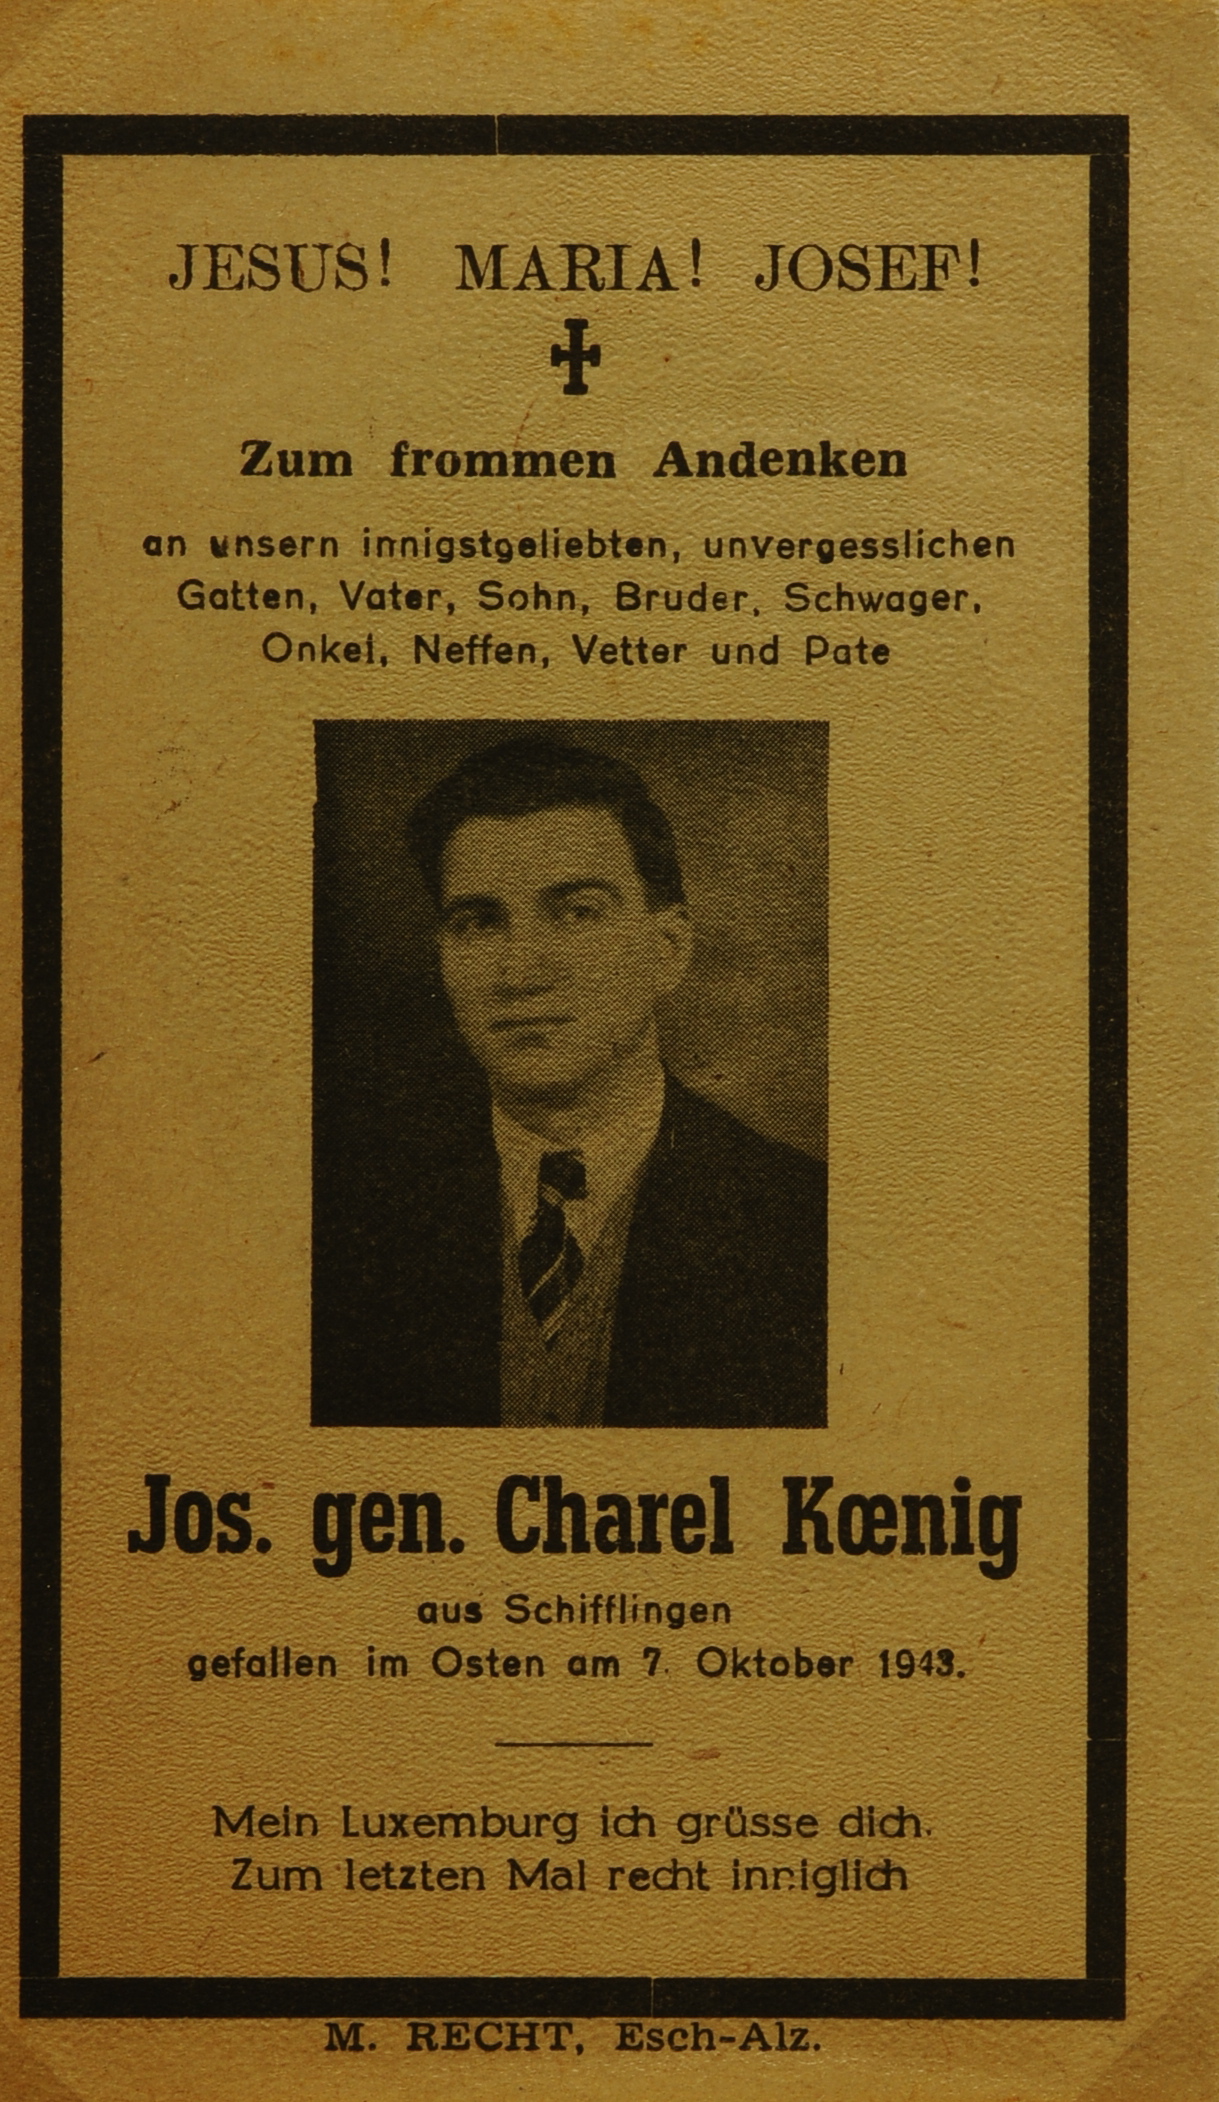 JESUS! MARIA! JOSEF!
Zum frommen Andenken
an unsern innigstgeliebten, unvergesslichen
Gatten, Vater, Sohn, Bruder, Schwager,
Onkel, Neffen, Vetter und Pate
Jos. gen. Charel Kœnig
aus Schifflingen
gefallen im Osten am 7. Oktober 1943.
Mein Luxemburg ich grüsse dich.
Zum letzten Mal recht inniglich
M. RECHT, Esch-Alz.